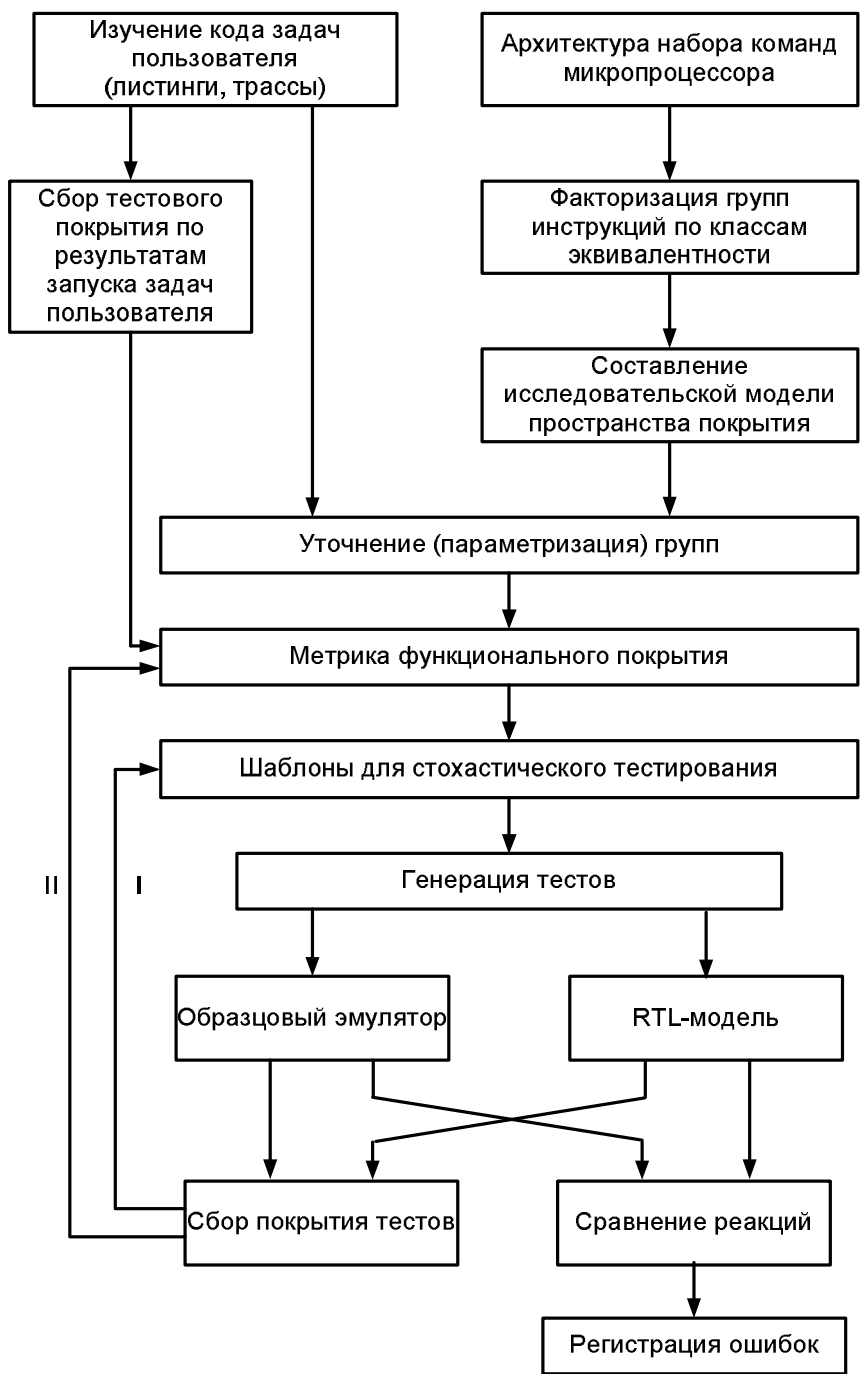 Изучение кода задач
пользователя
(листинги, трассы)
Архитектура набора команд
микропроцессора
Сбор тестового
покрытия по
результатам
запуска задач
пользователя
Факторизация групп
инструкций по классам
эквивалентности
Составление
исследовательской модели
пространства покрытия
Уточнение (параметризация) групп
Метрика функционального покрытия
Шаблоны для стохастического тестирования
II
I
Генерация тестов
Образцовый эмулятор
RTL-модель
Сбор покрытия тестов
Сравнение реакций
Регистрация ошибок